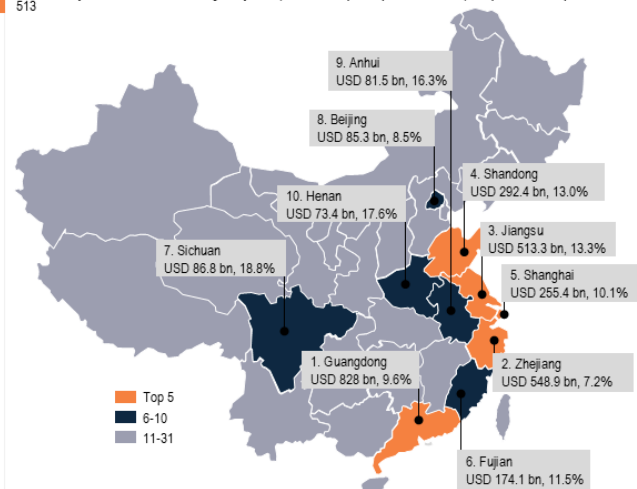 513
9. Anhui
USD 81.5 bn, 16.3%
8. Beijing
USD 85.3 bn, 8.5%
4. Shandong
USD 292.4 bn, 13.0%
10. Henan
USD 73.4 bn, 17.6%
3. Jiangsu
USD 513.3 bn, 13.3%
7. Sichuan
USD 86.8 bn, 18.8%
5. Shanghai
USD 255.4 bn, 10.1%
1. Guangdong
USD 828 bn, 9.6%
2. Zhejiang
USD 548.9 bn, 7.2%
Top 5
6-10
11-31
6. Fujian
USD 174.1 bn, 11.5%